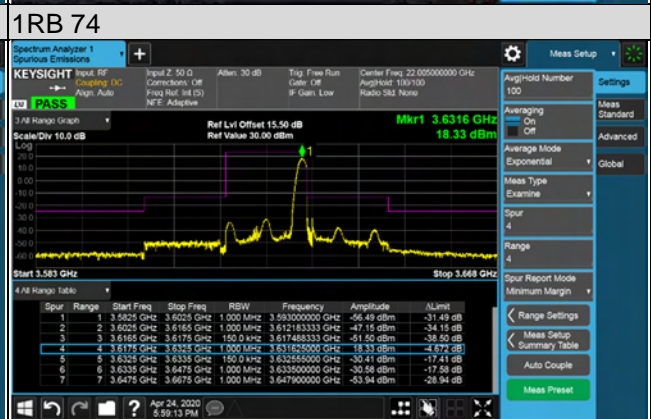 1RB 74
Spectrum Analyzer 1
Spurious Emissions
Meas Setup
KEYSIGHT
Input: RF
Coupling: DC
Align: Auto
Input Z: 50 Ω
Corrections: Off
Freq Ref: Int (S)
NFE: Adaptive
Atten: 30 dB
Trig: Free Run
Gate: Off
IF Gain: Low
Center Freq: 22.005000000 GHz
Avg|Hold: 100/100
Radio Std: None
LW PASS
3 All Range Graph
Scale/Div 10.0 dB
Ref Lvl Offset 15.50 dB
Ref Value 30.00 dBm
Mkr1 3.6316 GHz
18.33 dBm
Log
20.0
10.0
0.00
-10.0
-20.0
-30.0
-40.0
-50.0
-60.0
1
Start 3.583 GHz
Stop 3.668 GHz
4 All Range Table
Spur Range Start Freq Stop Freq RBW Frequency Amplitude ΔLimit
1 1 3.5825 GHz 3.6025 GHz 1.000 MHz 3.593000000 GHz -56.49 dBm -31.49 dB
2 2 3.6025 GHz 3.6165 GHz 1.000 MHz 3.612183333 GHz -47.15 dBm -34.15 dB
3 3 3.6165 GHz 3.6175 GHz 150.0 kHz 3.617488333 GHz -51.50 dBm -38.50 dB
4 4 3.6175 GHz 3.6325 GHz 1.000 MHz 3.631625000 GHz 18.33 dBm -4.672 dB
5 5 3.6325 GHz 3.6335 GHz 150.0 kHz 3.632555000 GHz -30.41 dBm -17.41 dB
6 6 3.6335 GHz 3.6475 GHz 1.000 MHz 3.633500000 GHz -30.58 dBm -17.58 dB
7 7 3.6475 GHz 3.6675 GHz 1.000 MHz 3.647900000 GHz -53.94 dBm -28.94 dB
Apr 24, 2020
5:59:13 PM
Avg|Hold Number
100
Averaging
On
Off
Average Mode
Exponential
Meas Type
Examine
Spur
4
Range
4
Spur Report Mode
Minimum Margin
Range Settings
Meas Setup
Summary Table
Auto Couple
Meas Preset
Settings
Meas
Standard
Advanced
Global